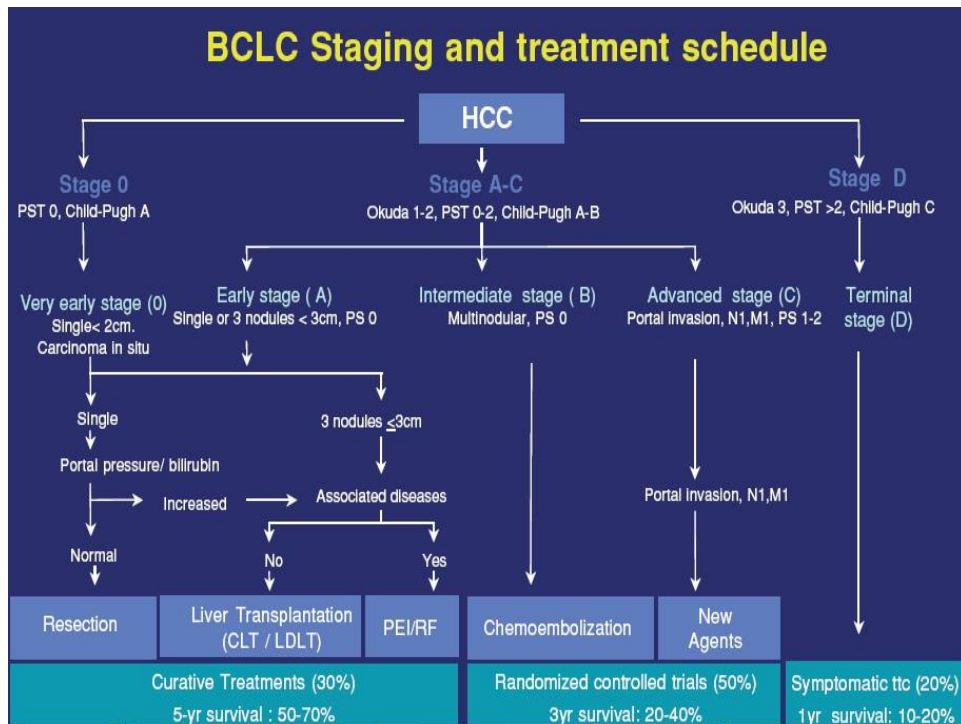 BCLC Staging and treatment schedule
HCC
Stage 0
PST 0, Child-Pugh A
Stage A-C
Okuda 1-2, PST 0-2, Child-Pugh A-B
Stage D
Okuda 3, PST >2, Child-Pugh C
Very early stage (0)
Single< 2cm.
Carcinoma in situ
Early stage ( A)
Single or 3 nodules < 3cm, PS 0
Intermediate stage ( B)
Multinodular, PS 0
Advanced stage (C)
Portal invasion, N1,M1, PS 1-2
Terminal
stage (D)
Single
3 nodules ≤3cm
Portal pressure/ bilirubin
Increased
Associated diseases
Portal invasion, N1,M1
Normal
No
Yes
Resection
Liver Transplantation
(CLT / LDLT)
PEI/RF
Chemoembolization
New
Agents
Curative Treatments (30%)
5-yr survival : 50-70%
Randomized controlled trials (50%)
3yr survival: 20-40%
Symptomatic ttc (20%)
1yr survival: 10-20%